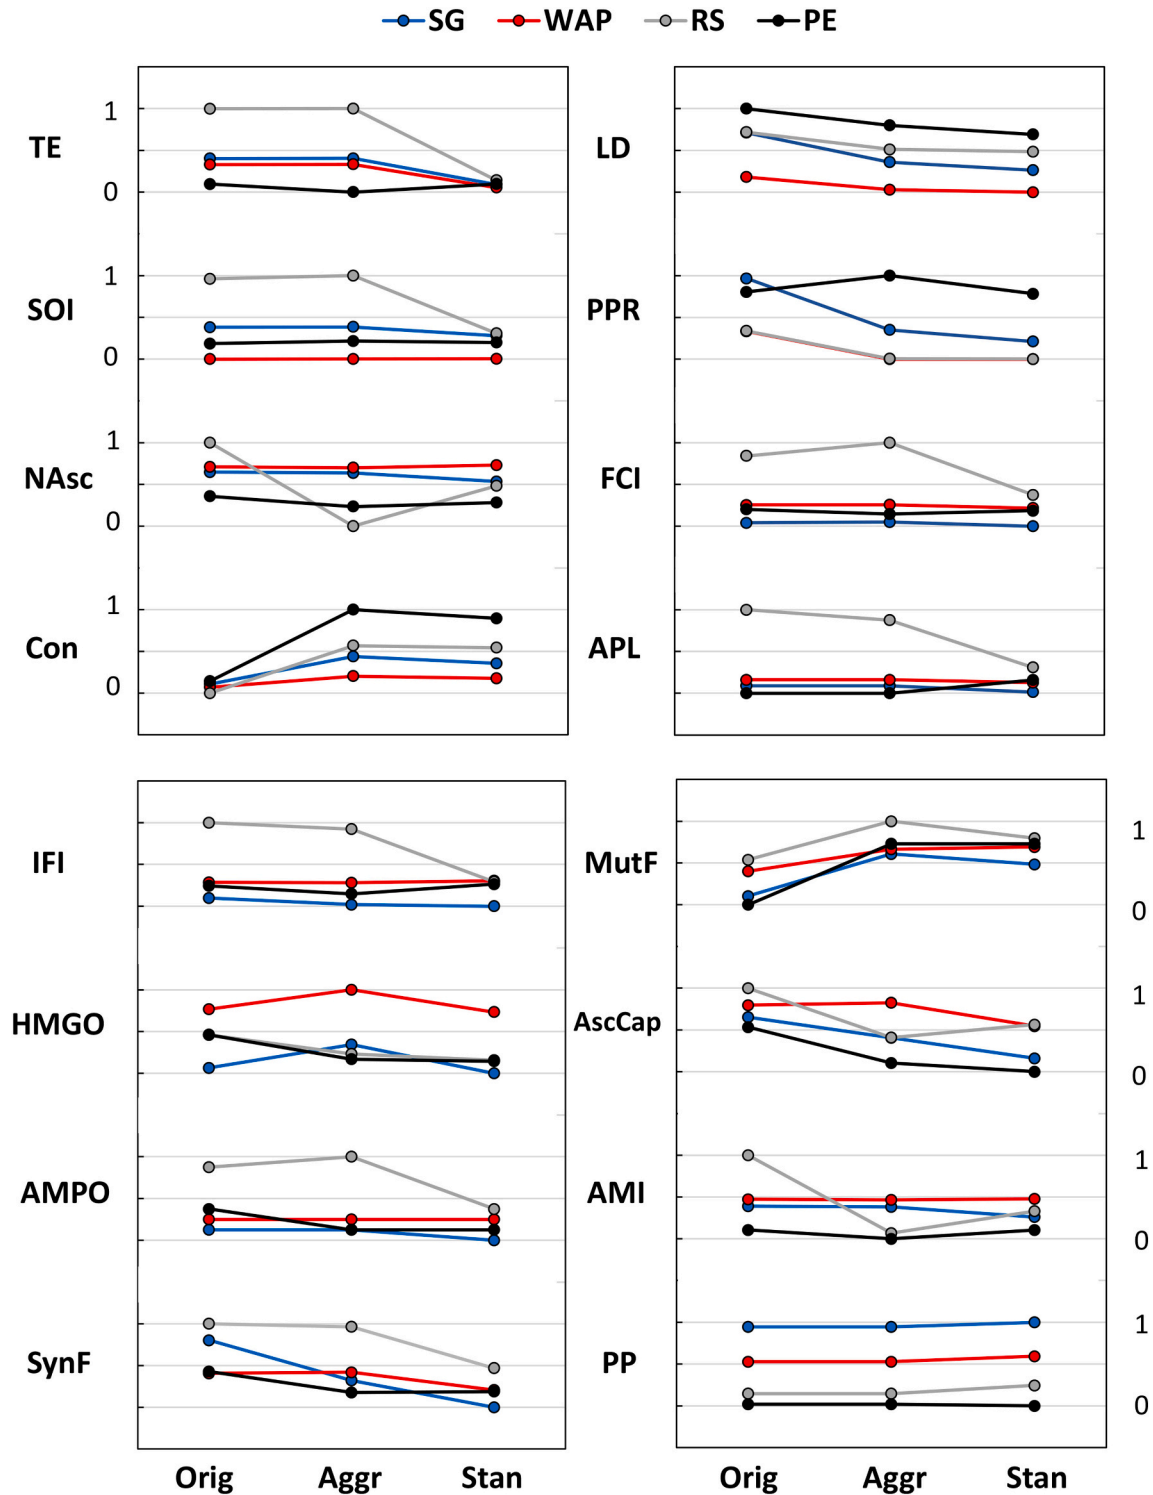 SG WAP RS PE
1
TE
LD
0
1
SOI
PPR
0
1
NAsc
FCI
0
1
Con
APL
0
IFI
MutF
1
0
HMGO
AscCap
1
0
AMPO
AMI
1
0
SynF
PP
1
0
Orig Aggr Stan
Orig Aggr Stan